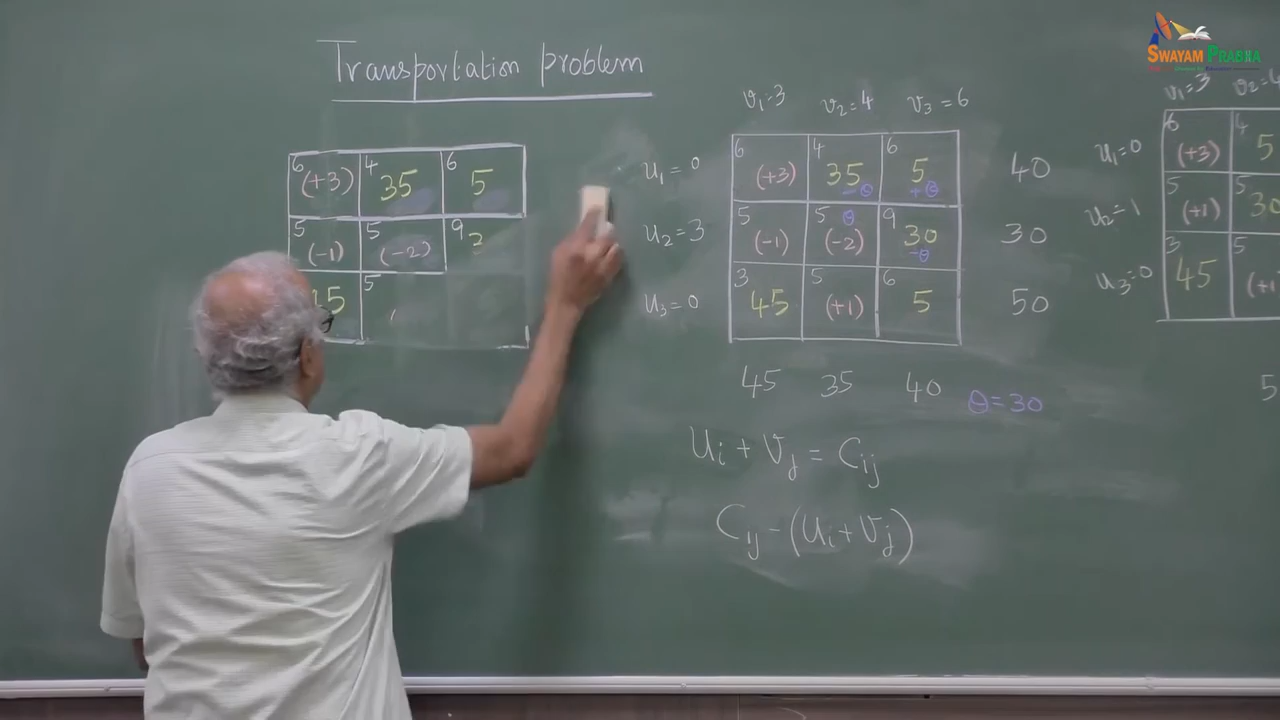 Transportation problem
SWAYAM PRABHA
6 (+3) 4 35 6 5
5 (-1) 5 (-2) 9
45 5
v₁=3 v₂=4 v₃=6
u₁=0 6 (+3) 4 35 -θ 6 5 +θ 40
u₂=3 5 (-1) 5 θ (-2) 9 30 -θ 30
u₃=0 3 45 5 (+1) 6 5 50
45 35 40 θ=30
uᵢ + vⱼ = Cᵢⱼ
Cᵢⱼ - (uᵢ + vⱼ)
v₁=3
u₁=0 6 (+3) 4 5
u₂=1 5 (+1) 5 30
u₃=0 3 45 5
5